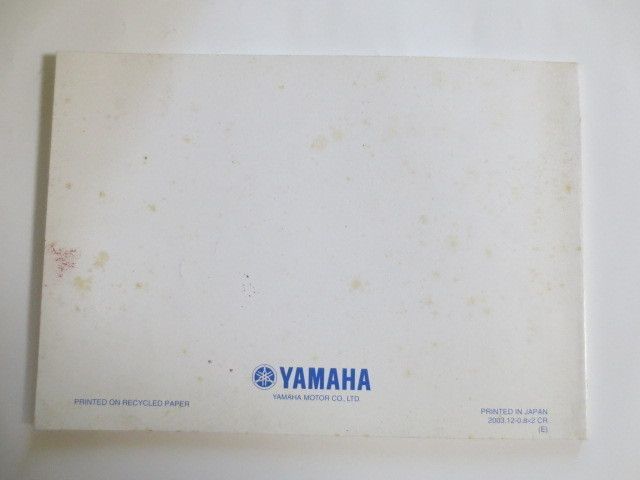 YAMAHA
YAMAHA MOTOR CO., LTD.
PRINTED ON RECYCLED PAPER
PRINTED IN JAPAN
2003.12-0.8×2 CR
(E)